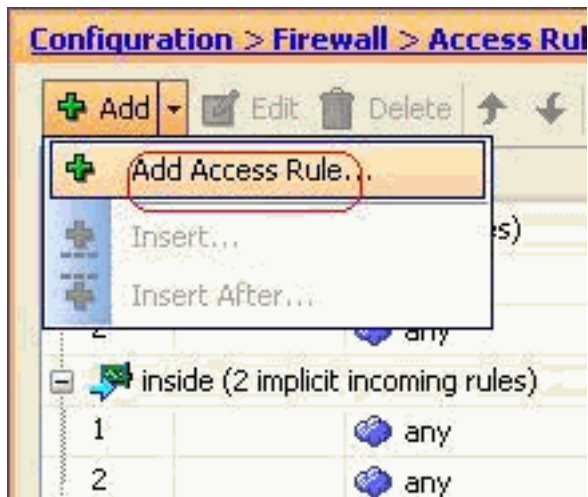 Configuration > Firewall > Access Rul
Add Edit Delete
Add Access Rule...
Insert...
Insert After...
s)
2 any
inside (2 implicit incoming rules)
1 any
2 any